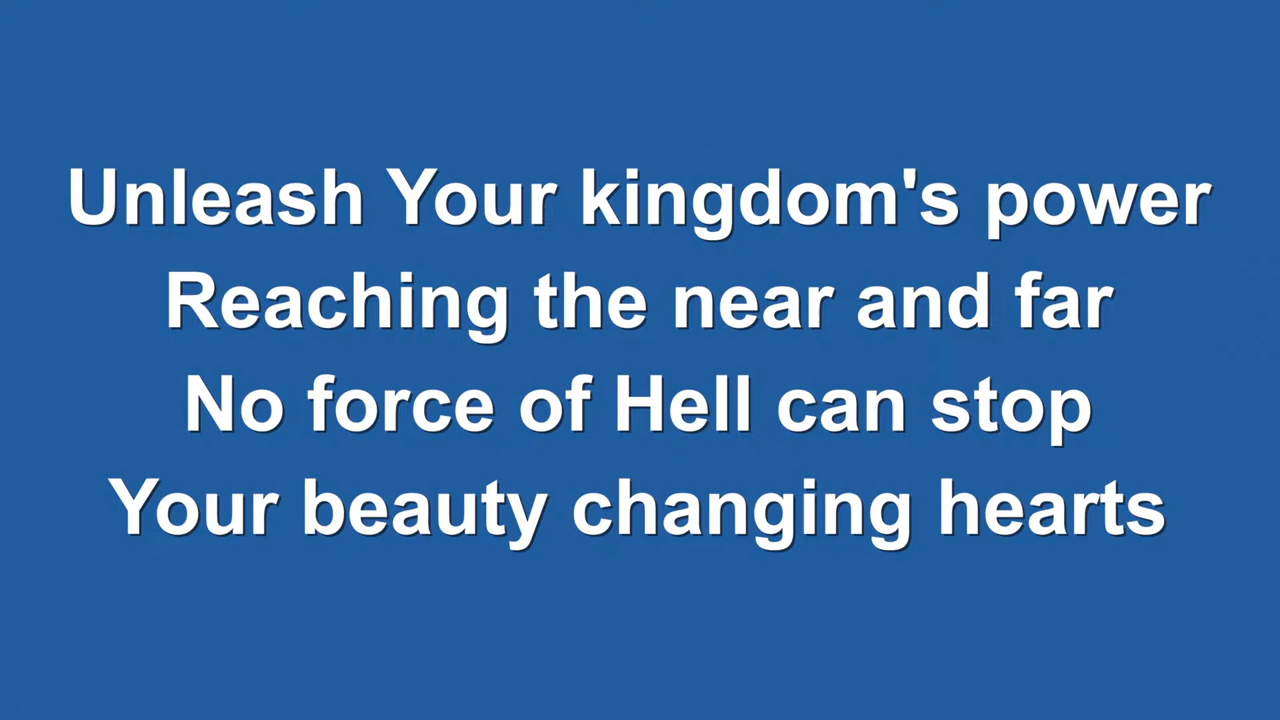 Unleash Your kingdom's power
Reaching the near and far
No force of Hell can stop
Your beauty changing hearts